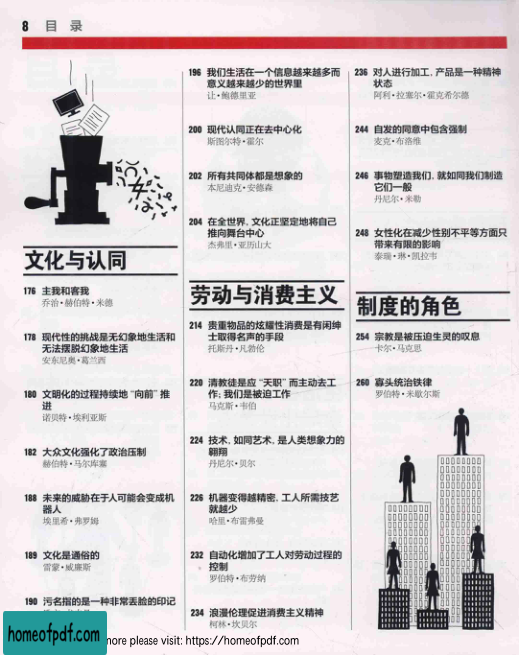 8 目 录
文化与认同
176 主我和客我
乔治·赫伯特·米德
178 现代性的挑战是无幻象地生活和
无法摆脱幻象地生活
安东尼奥·葛兰西
180 文明化的过程持续地“向前”推
进
诺贝特·埃利亚斯
182 大众文化强化了政治压制
赫伯特·马尔库塞
188 未来的威胁在于人可能会变成机
器人
埃里希·弗罗姆
189 文化是通俗的
雷蒙·威廉斯
190 污名指的是一种非常丢脸的印记
196 我们生活在一个信息越来越多而
意义越来越少的世界里
让·鲍德里亚
200 现代认同正在去中心化
斯图尔特·霍尔
202 所有共同体都是想象的
本尼迪克·安德森
204 在全世界，文化正坚定地将自己
推向舞台中心
杰弗里·亚历山大
劳动与消费主义
214 贵重物品的炫耀性消费是有闲绅
士取得名声的手段
托斯丹·凡勃伦
220 清教徒是应“天职”而主动去工
作；我们是被迫工作
马克斯·韦伯
224 技术，如同艺术，是人类想象力的
翱翔
丹尼尔·贝尔
226 机器变得越精密，工人所需技艺
就越少
哈里·布雷弗曼
232 自动化增加了工人对劳动过程的
控制
罗伯特·布劳纳
234 浪漫伦理促进消费主义精神
柯林·坎贝尔
236 对人进行加工，产品是一种精神
状态
阿利·拉塞尔·霍克希尔德
244 自发的同意中包含强制
麦克·布洛维
246 事物塑造我们，就如同我们制造
它们一般
丹尼尔·米勒
248 女性化在减少性别不平等方面只
带来有限的影响
泰瑞·琳·凯拉韦
制度的角色
254 宗教是被压迫生灵的叹息
卡尔·马克思
260 寡头统治铁律
罗伯特·米歇尔斯
homeofpdf.com
more please visit: https://homeofpdf.com